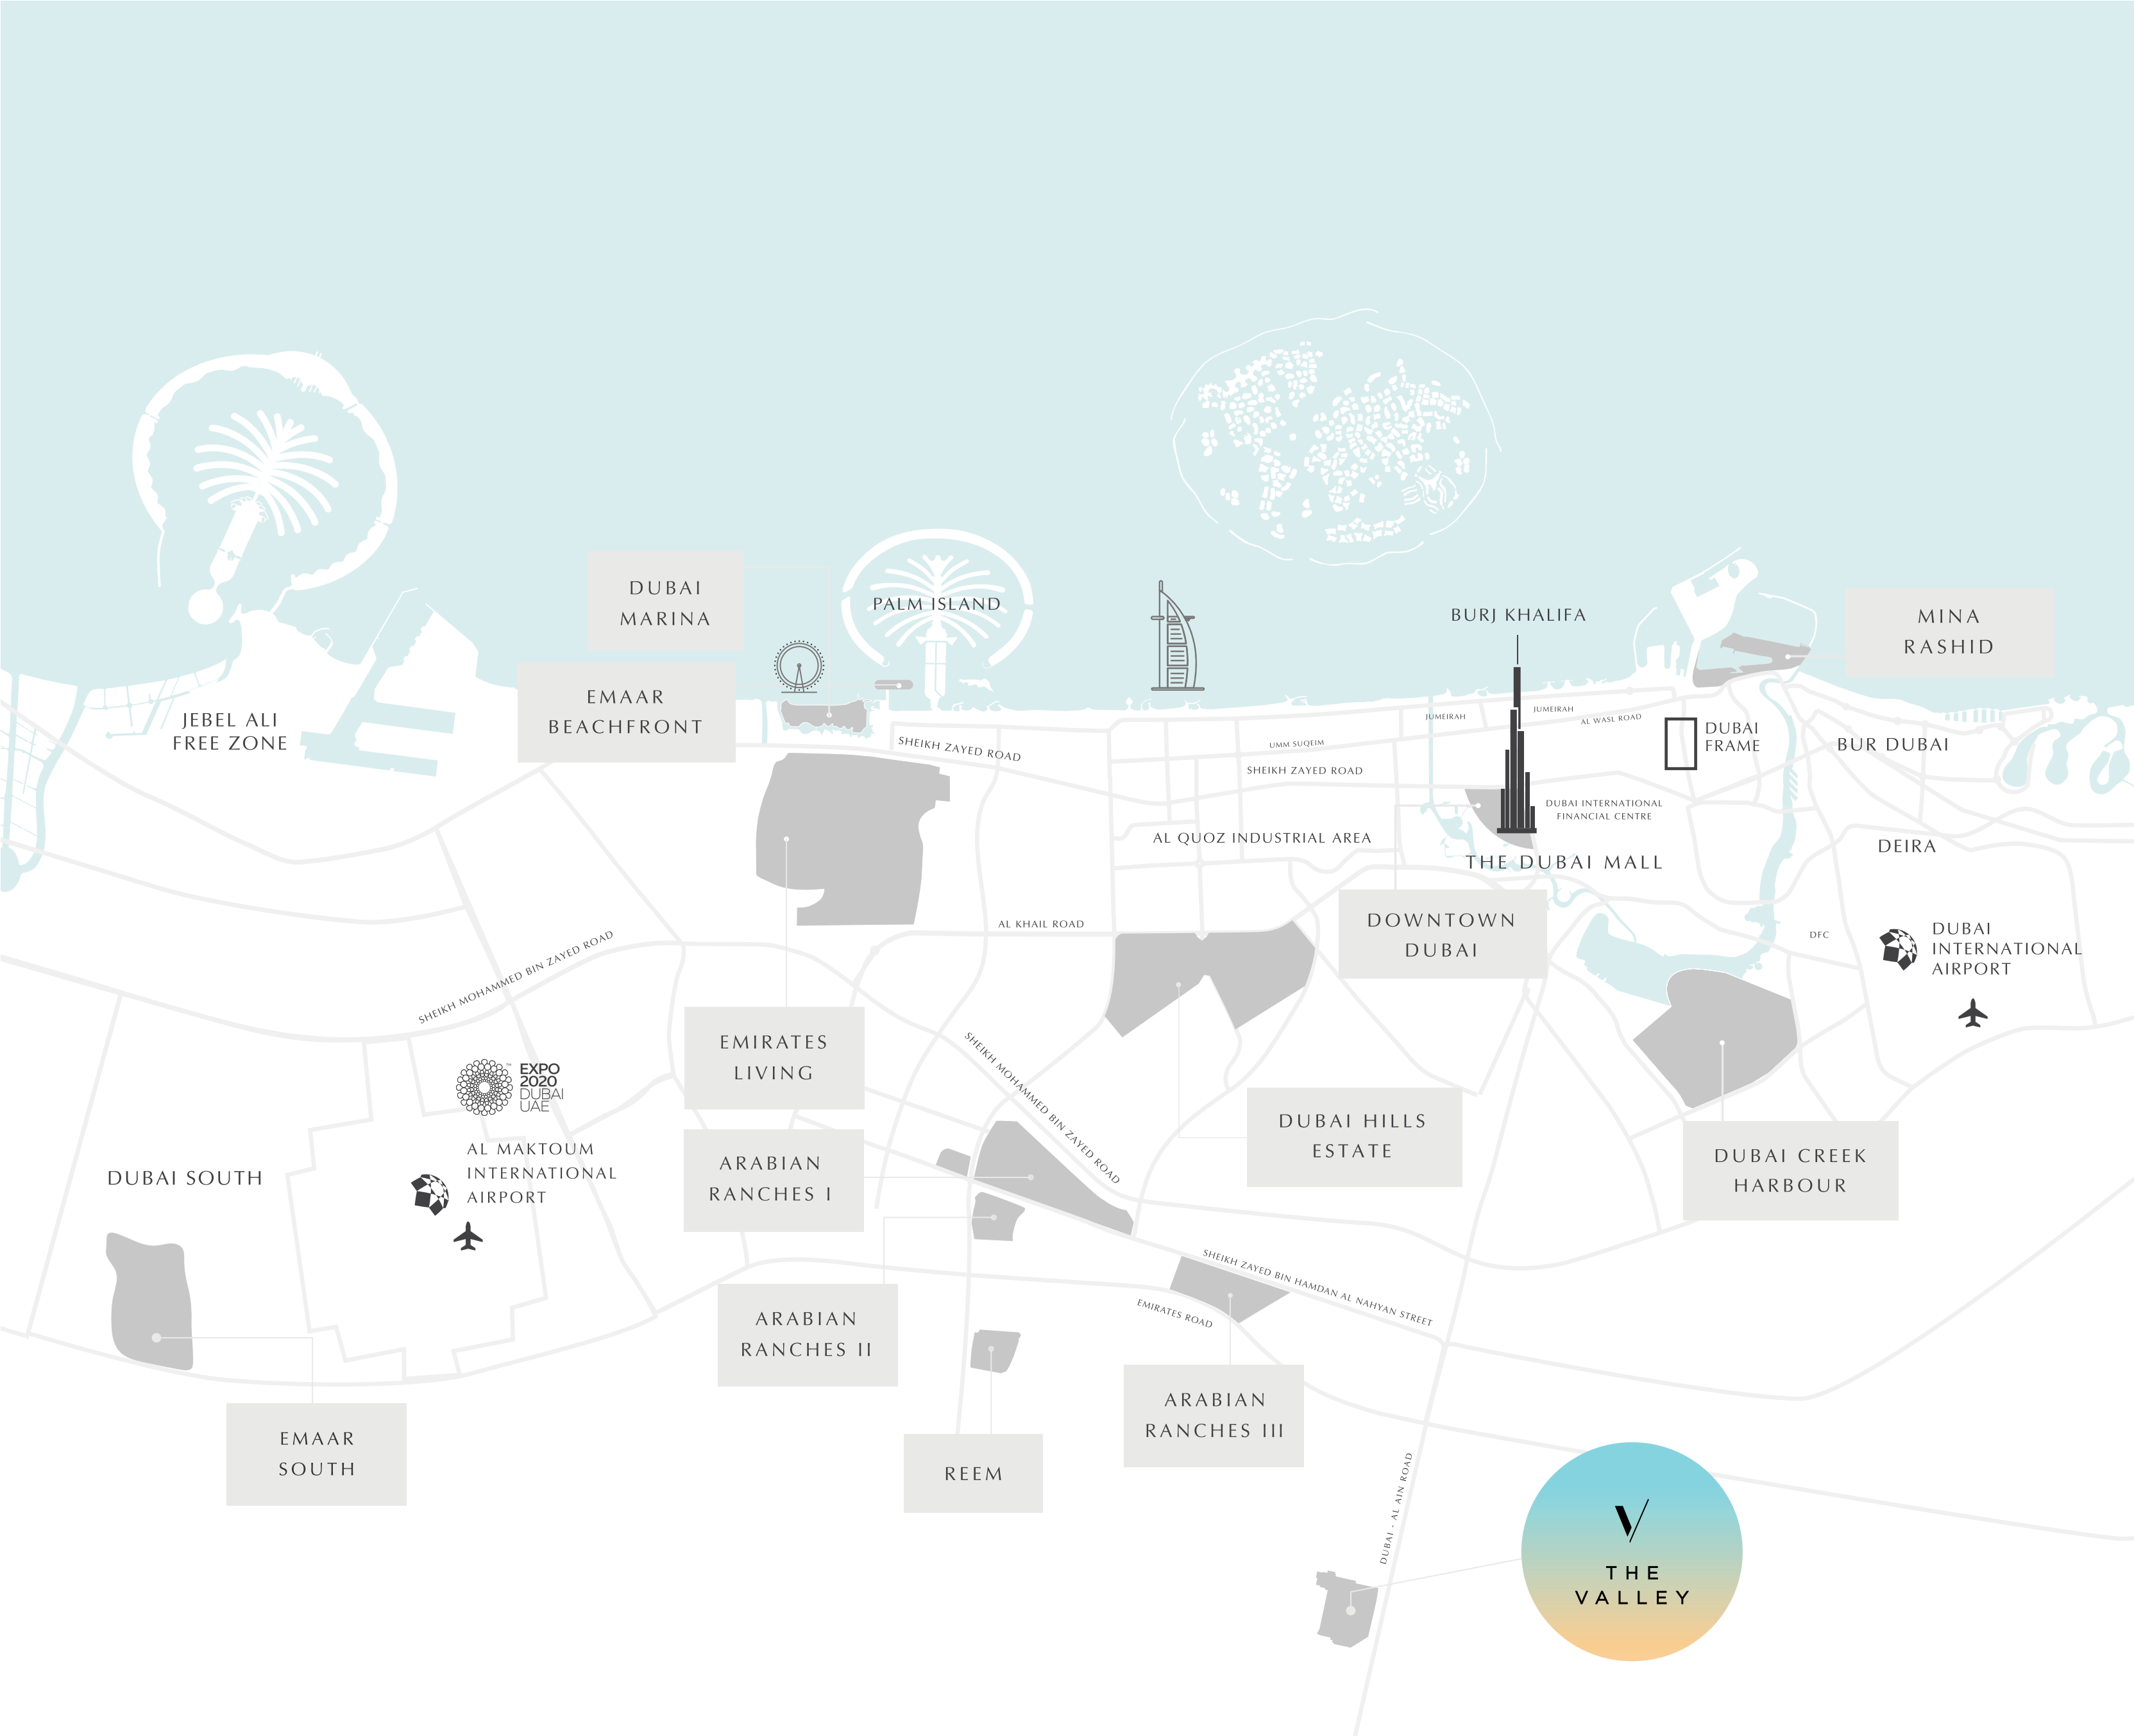 DUBAI
MARINA
PALM ISLAND
BURJ KHALIFA
MINA
RASHID
EMAAR
BEACHFRONT
JEBEL ALI
FREE ZONE
SHEIKH ZAYED ROAD
UMM SUQEIM
SHEIKH ZAYED ROAD
JUMEIRAH
JUMEIRAH
AL WASL ROAD
DUBAI
FRAME
BUR DUBAI
DUBAI INTERNATIONAL
FINANCIAL CENTRE
AL QUOZ INDUSTRIAL AREA
THE DUBAI MALL
DEIRA
DOWNTOWN
DUBAI
AL KHAIL ROAD
DFC
DUBAI
INTERNATIONAL
AIRPORT
SHEIKH MOHAMMED BIN ZAYED ROAD
EMIRATES
LIVING
SHEIKH MOHAMMED BIN ZAYED ROAD
EXPO
2020
DUBAI
UAE
TM
DUBAI HILLS
ESTATE
DUBAI CREEK
HARBOUR
AL MAKTOUM
INTERNATIONAL
AIRPORT
DUBAI SOUTH
ARABIAN
RANCHES I
SHEIKH ZAYED BIN HAMDAN AL NAHYAN STREET
EMIRATES ROAD
ARABIAN
RANCHES II
ARABIAN
RANCHES III
EMAAR
SOUTH
REEM
DUBAI - AL AIN ROAD
V
THE
VALLEY